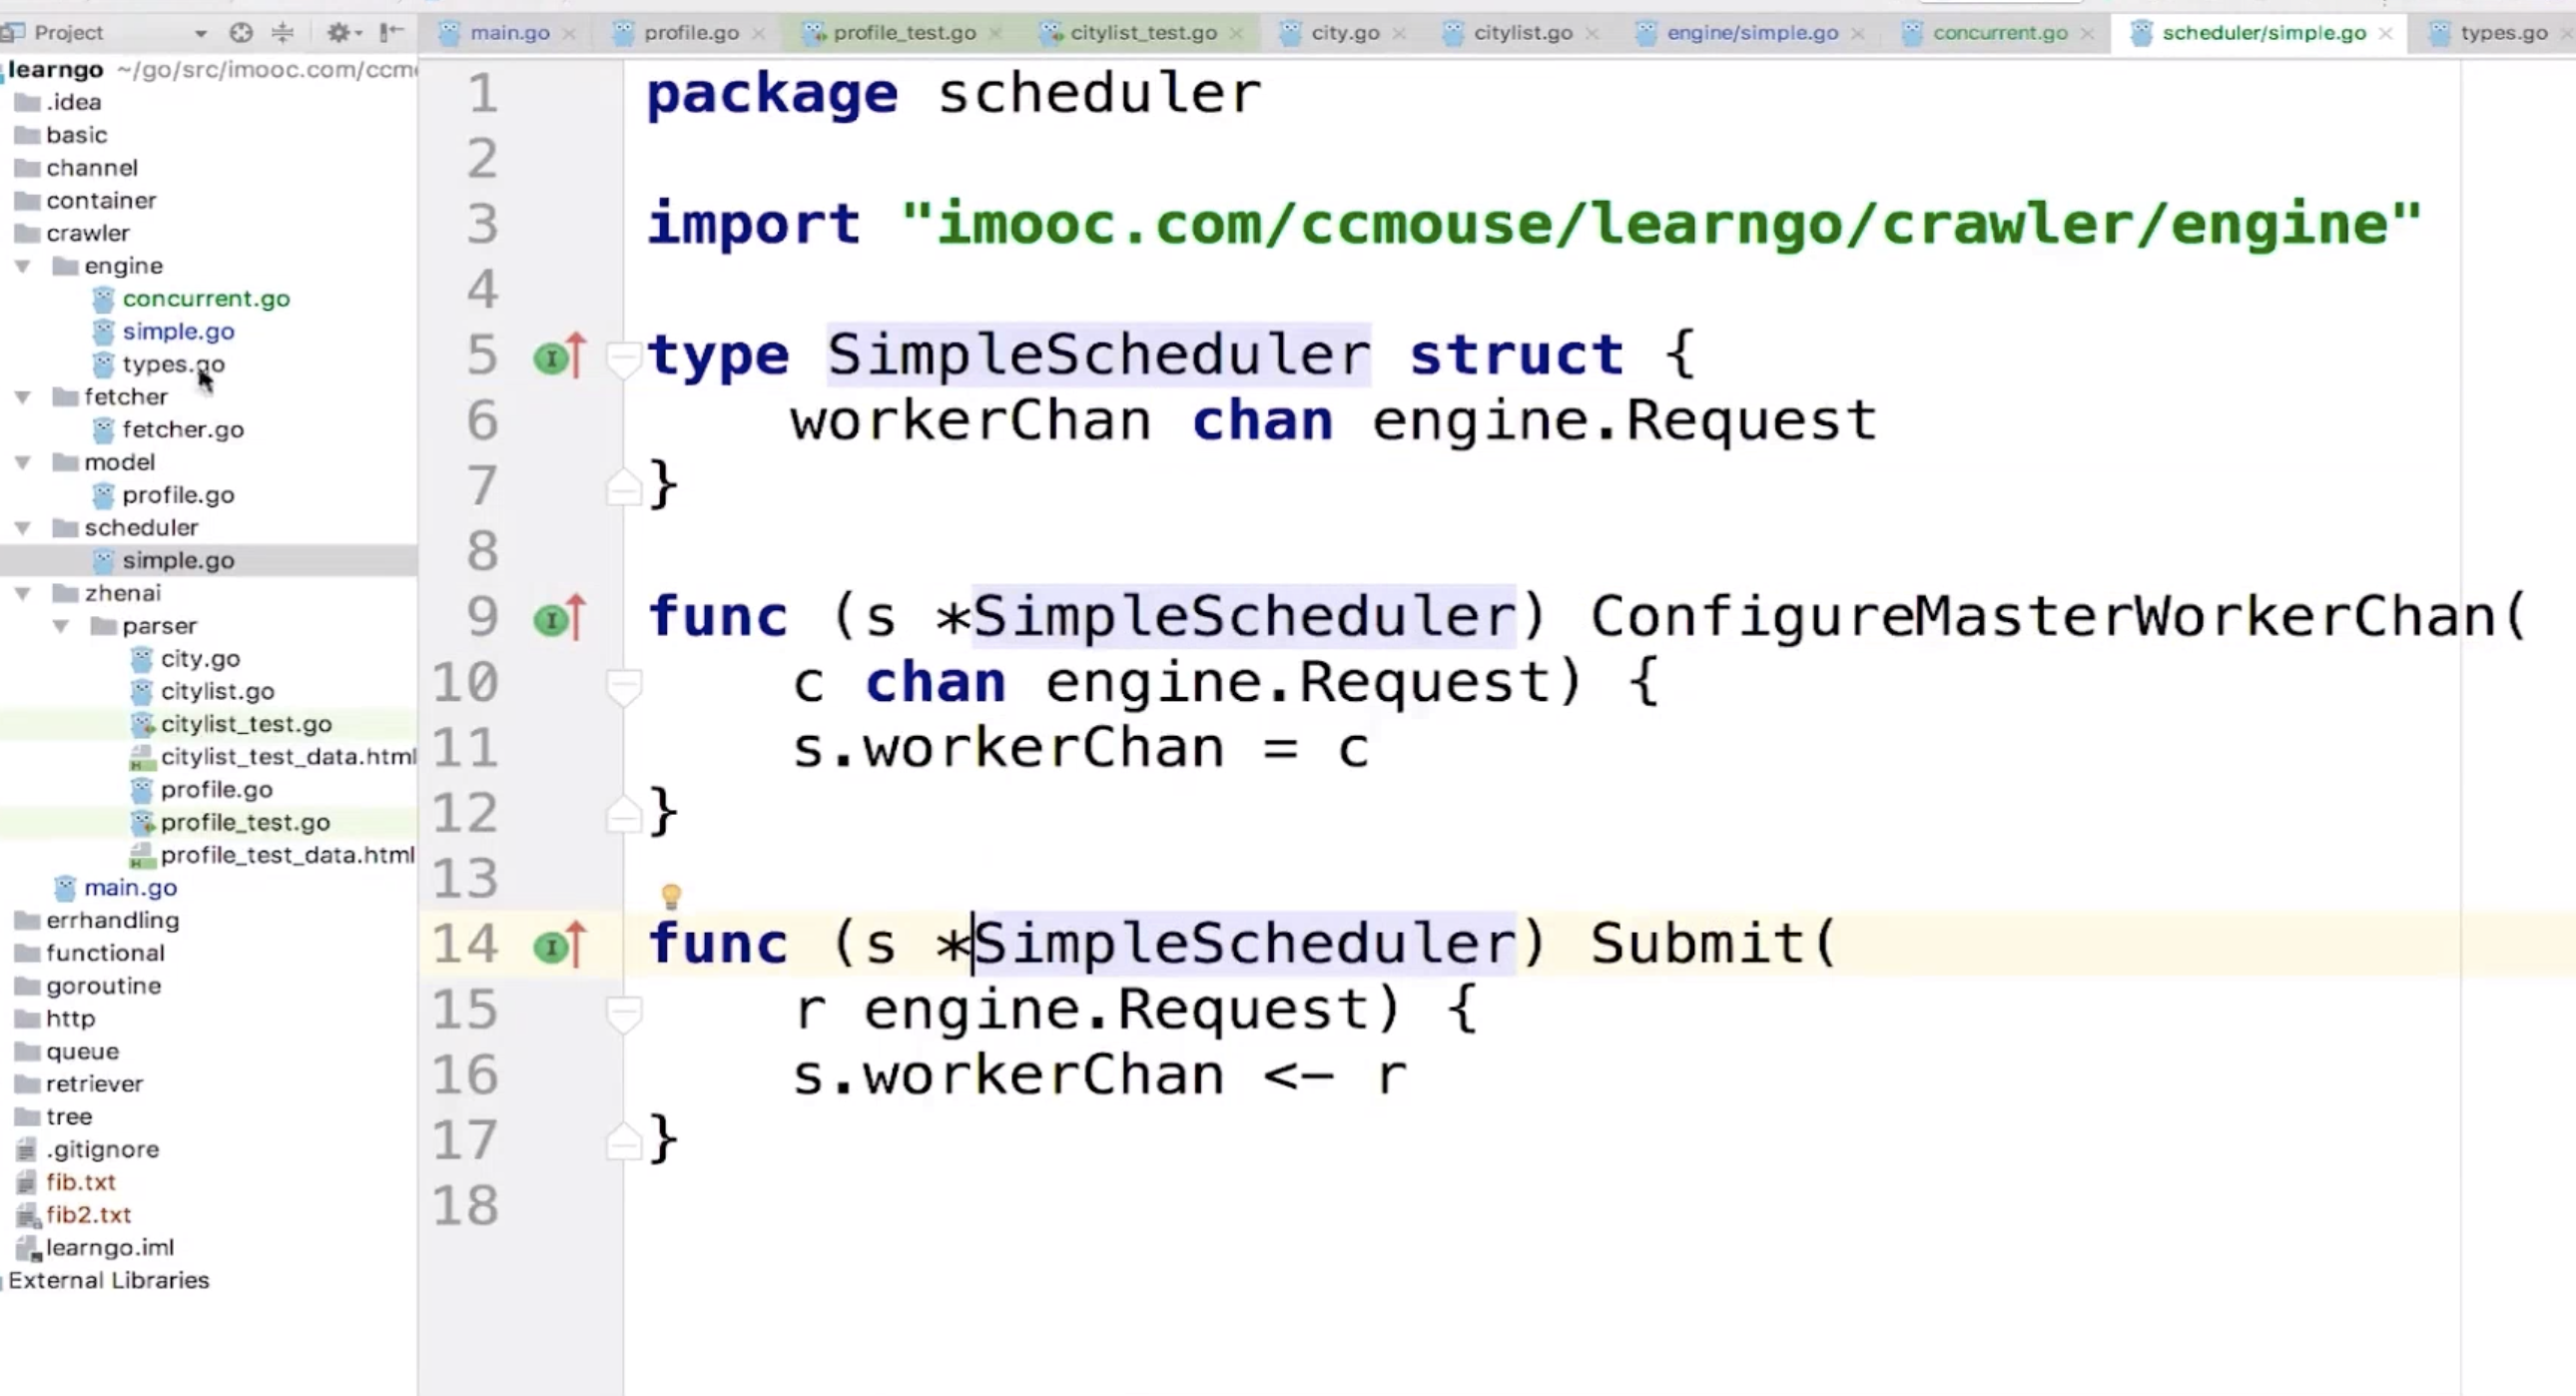 Project
main.go
profile.go
profile_test.go
citylist_test.go
city.go
citylist.go
engine/simple.go
concurrent.go
scheduler/simple.go
types.go
learngo ~/go/src/imooc.com/ccm
.idea
basic
channel
container
crawler
engine
concurrent.go
simple.go
types.go
fetcher
fetcher.go
model
profile.go
scheduler
simple.go
zhenai
parser
city.go
citylist.go
citylist_test.go
citylist_test_data.html
profile.go
profile_test.go
profile_test_data.html
main.go
errhandling
functional
goroutine
http
queue
retriever
tree
.gitignore
fib.txt
fib2.txt
learngo.iml
External Libraries
1 package scheduler
2
3 import "imooc.com/ccmouse/learngo/crawler/engine"
4
5 type SimpleScheduler struct {
6 workerChan chan engine.Request
7 }
8
9 func (s *SimpleScheduler) ConfigureMasterWorkerChan(
10 c chan engine.Request) {
11 s.workerChan = c
12 }
13
14 func (s *SimpleScheduler) Submit(
15 r engine.Request) {
16 s.workerChan <- r
17 }
18